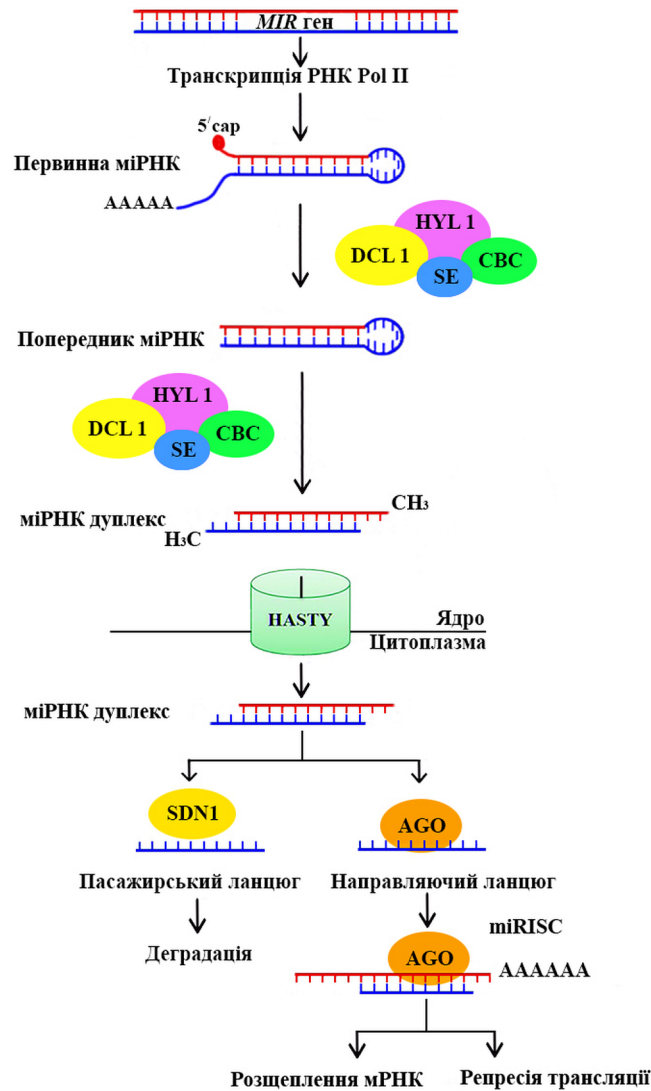 MIR ген
Транскрипція РНК Pol II
5/cap
Первинна міРНК
AAAAA
HYL 1
DCL 1
CBC
SE
Попередник міРНК
HYL 1
DCL 1
CBC
SE
CH₃
міРНК дуплекс
H₃C
HASTY
Ядро
Цитоплазма
міРНК дуплекс
SDN1
AGO
Пасажирський ланцюг
Направляючий ланцюг
miRISC
Деградація
AGO
AAAAAA
Розщеплення мРНК
Репресія трансляції